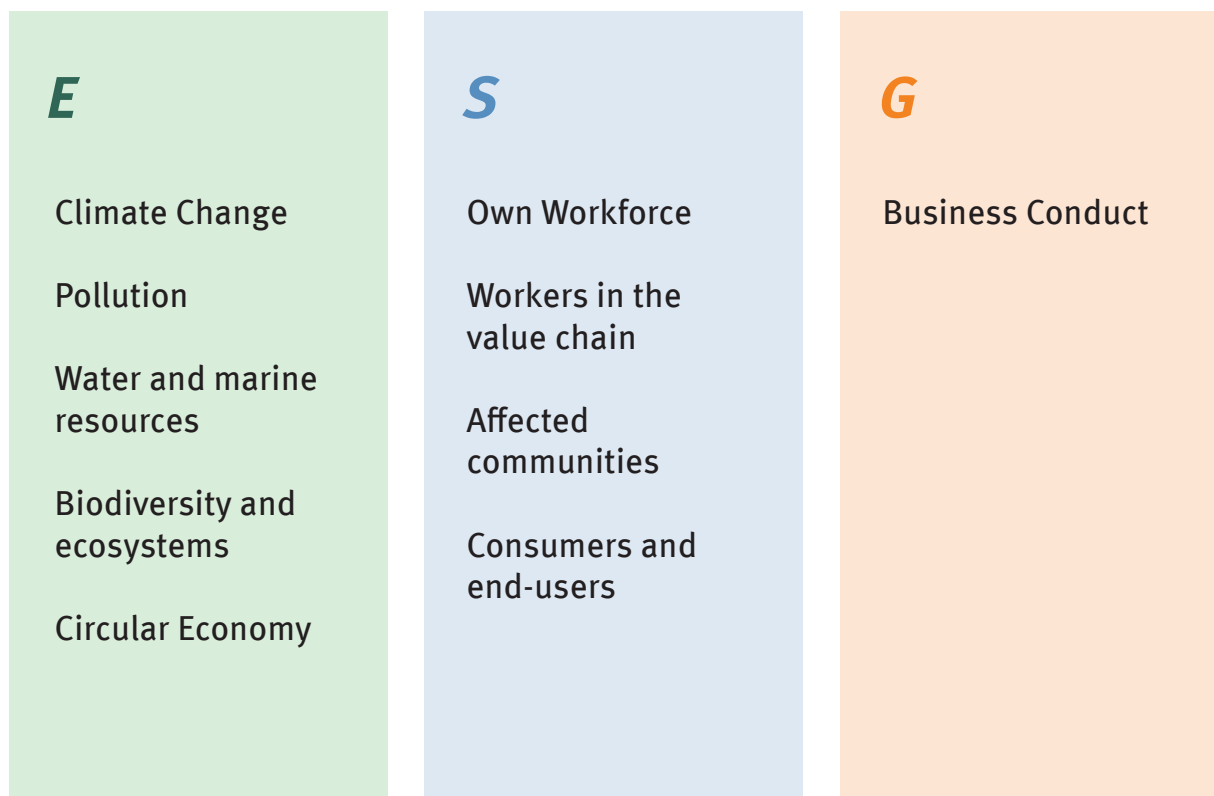 E
Climate Change
Pollution
Water and marine
resources
Biodiversity and
ecosystems
Circular Economy
S
Own Workforce
Workers in the
value chain
Affected
communities
Consumers and
end-users
G
Business Conduct